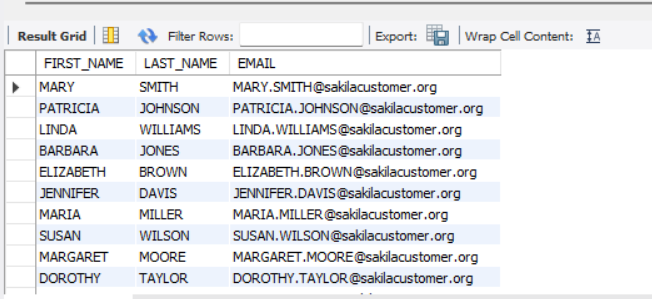 Result Grid Filter Rows: Export: Wrap Cell Content: IA
FIRST_NAME LAST_NAME EMAIL
MARY SMITH MARY.SMITH@sakilacustomer.org
PATRICIA JOHNSON PATRICIA.JOHNSON@sakilacustomer.org
LINDA WILLIAMS LINDA.WILLIAMS@sakilacustomer.org
BARBARA JONES BARBARA.JONES@sakilacustomer.org
ELIZABETH BROWN ELIZABETH.BROWN@sakilacustomer.org
JENNIFER DAVIS JENNIFER.DAVIS@sakilacustomer.org
MARIA MILLER MARIA.MILLER@sakilacustomer.org
SUSAN WILSON SUSAN.WILSON@sakilacustomer.org
MARGARET MOORE MARGARET.MOORE@sakilacustomer.org
DOROTHY TAYLOR DOROTHY.TAYLOR@sakilacustomer.org